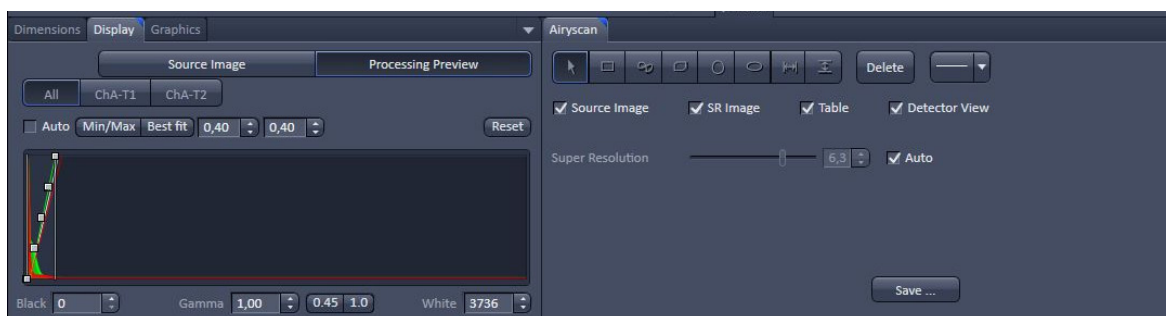 Dimensions Display Graphics
Source Image Processing Preview
All ChA-T1 ChA-T2
Auto Min/Max Best fit 0,40 0,40 Reset
Black 0 Gamma 1,00 0.45 1.0 White 3736
Airyscan
Delete
Source Image SR Image Table Detector View
Super Resolution 6,3 Auto
Save ...